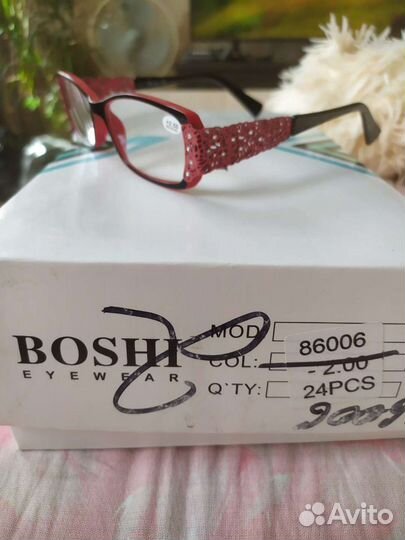 BOSHI
EYEWEAR
MOD
86006
COL:
-2.00
Q'TY:
24PCS
Avito